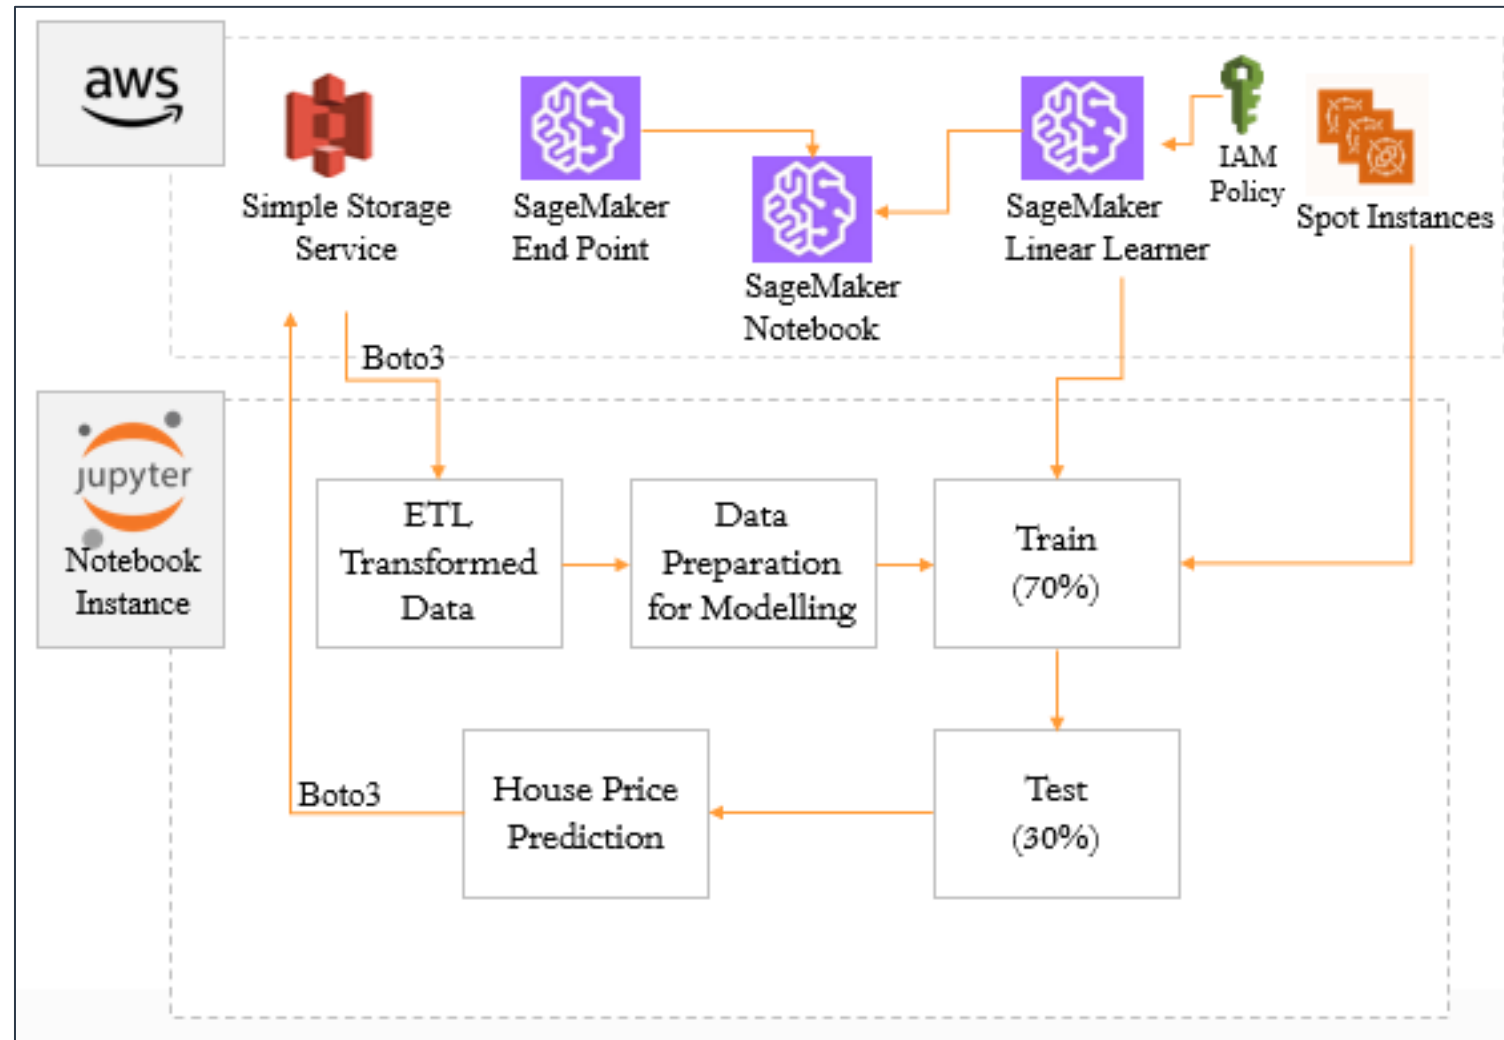 aws
Simple Storage
Service
SageMaker
End Point
SageMaker
Notebook
SageMaker
Linear Learner
IAM
Policy
Spot Instances
Boto3
jupyter
Notebook
Instance
ETL
Transformed
Data
Data
Preparation
for Modelling
Train
(70%)
Boto3
House Price
Prediction
Test
(30%)